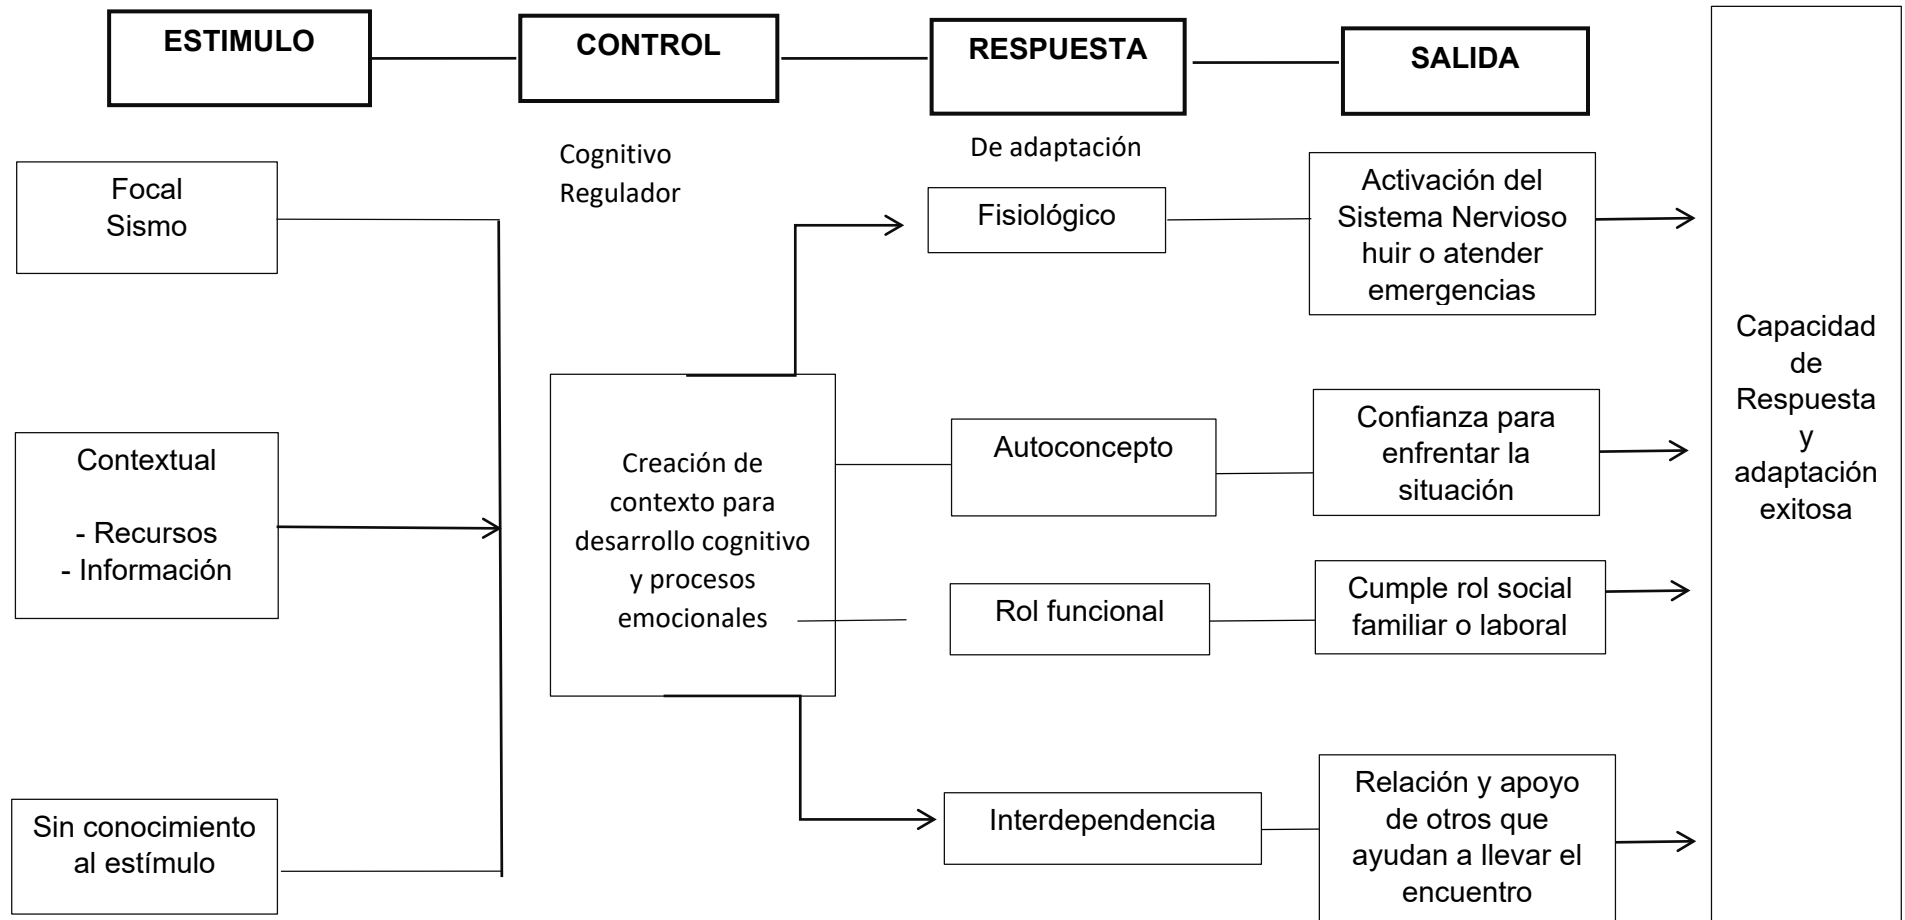 ESTIMULO
CONTROL
RESPUESTA
SALIDA
Cognitivo
Regulador
De adaptación
Focal
Sismo
Contextual
- Recursos
- Información
Sin conocimiento
al estímulo
Creación de
contexto para
desarrollo cognitivo
y procesos
emocionales
Fisiológico
Activación del
Sistema Nervioso
huir o atender
emergencias
Autoconcepto
Confianza para
enfrentar la
situación
Rol funcional
Cumple rol social
familiar o laboral
Interdependencia
Relación y apoyo
de otros que
ayudan a llevar el
encuentro
Capacidad
de
Respuesta
y
adaptación
exitosa